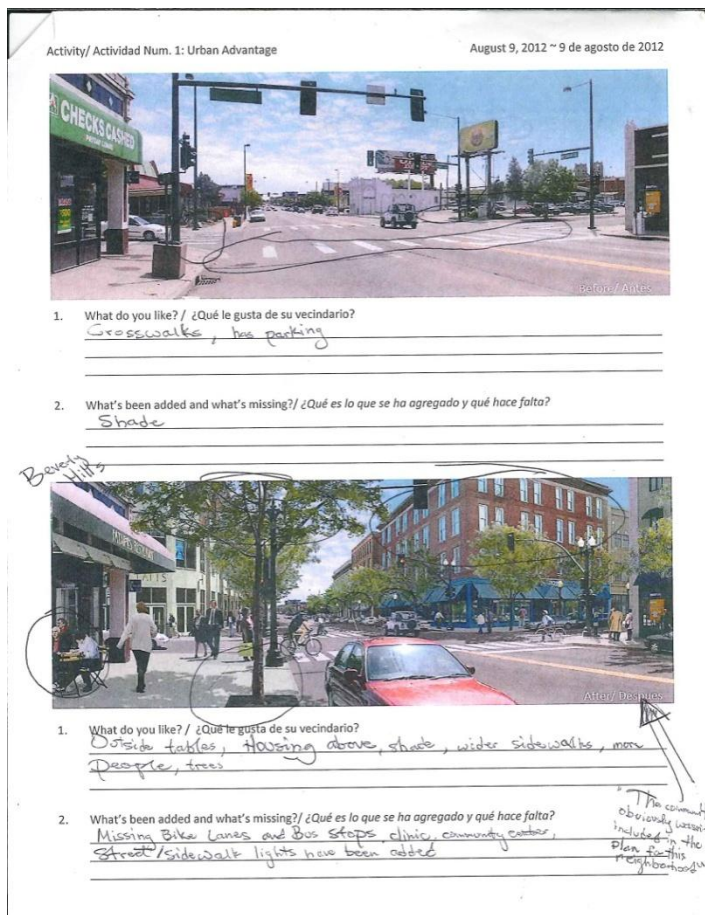 Activity/ Actividad Num. 1: Urban Advantage
August 9, 2012 ~ 9 de agosto de 2012
CHECKS CASHED
PAYDAY LOANS
Before / Antes
1. What do you like? / ¿Qué le gusta de su vecindario?
Crosswalks, has parking
2. What's been added and what's missing?/ ¿Qué es lo que se ha agregado y qué hace falta?
Shade
Beverly
Hills
After/ Despues
1. What do you like? / ¿Qué le gusta de su vecindario?
Outside tables, Housing above, shade, wider sidewalks, more
People, trees
2. What's been added and what's missing?/ ¿Qué es lo que se ha agregado y qué hace falta?
Missing Bike Lanes and Bus Stops, clinic, community center,
Street/sidewalk lights have been added
"The community
obviously wasn't
included in the
Plan for this
neighborhood"